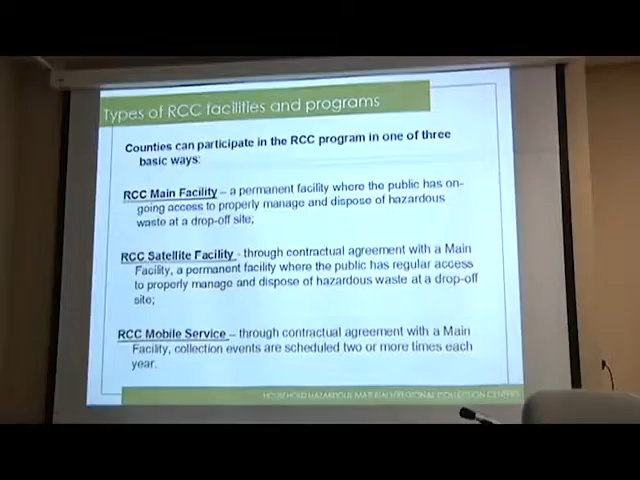 Types of RCC facilities and programs
Counties can participate in the RCC program in one of three
basic ways:
RCC Main Facility – a permanent facility where the public has on-
going access to properly manage and dispose of hazardous
waste at a drop-off site;
RCC Satellite Facility - through contractual agreement with a Main
Facility, a permanent facility where the public has regular access
to properly manage and dispose of hazardous waste at a drop-off
site;
RCC Mobile Service – through contractual agreement with a Main
Facility, collection events are scheduled two or more times each
year.
HOUSEHOLD HAZARDOUS MATERIALS/REGIONAL COLLECTION CENTERS